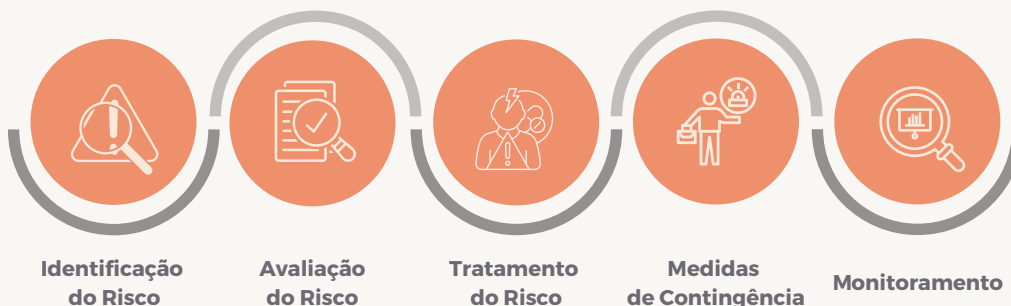 Identificação
do Risco
Avaliação
do Risco
Tratamento
do Risco
Medidas
de Contingência
Monitoramento